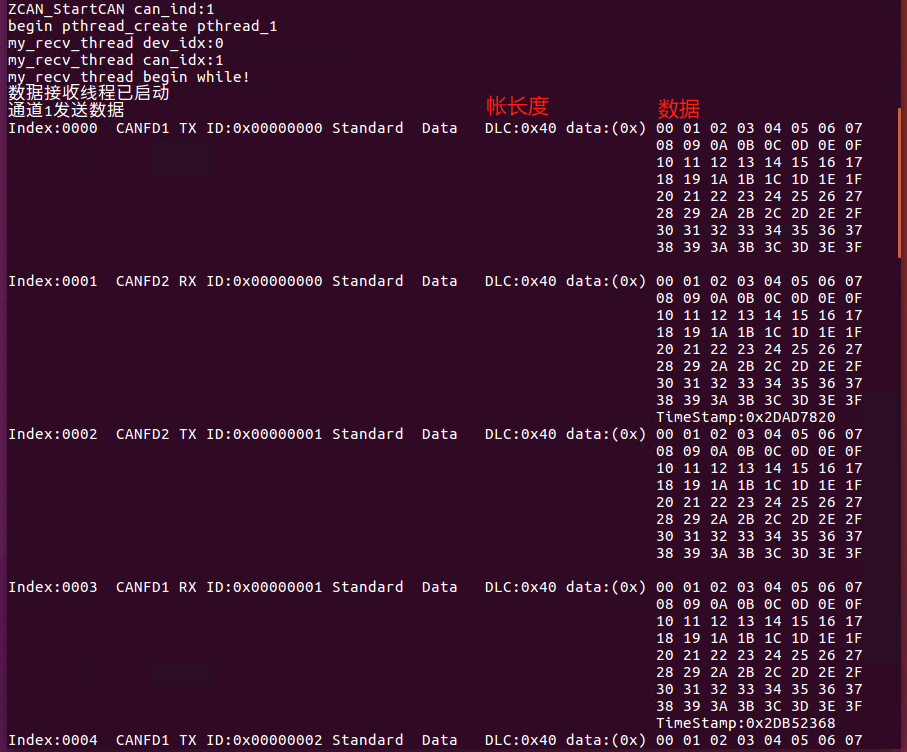 ZCAN_StartCAN can_ind:1
begin pthread_create pthread_1
my_recv_thread dev_idx:0
my_recv_thread can_idx:1
my_recv_thread begin while!
数据接收线程已启动
通道1发送数据
帐长度 数据
Index:0000 CANFD1 TX ID:0x00000000 Standard Data DLC:0x40 data:(0x) 00 01 02 03 04 05 06 07
08 09 0A 0B 0C 0D 0E 0F
10 11 12 13 14 15 16 17
18 19 1A 1B 1C 1D 1E 1F
20 21 22 23 24 25 26 27
28 29 2A 2B 2C 2D 2E 2F
30 31 32 33 34 35 36 37
38 39 3A 3B 3C 3D 3E 3F
Index:0001 CANFD2 RX ID:0x00000000 Standard Data DLC:0x40 data:(0x) 00 01 02 03 04 05 06 07
08 09 0A 0B 0C 0D 0E 0F
10 11 12 13 14 15 16 17
18 19 1A 1B 1C 1D 1E 1F
20 21 22 23 24 25 26 27
28 29 2A 2B 2C 2D 2E 2F
30 31 32 33 34 35 36 37
38 39 3A 3B 3C 3D 3E 3F
TimeStamp:0x2DAD7820
Index:0002 CANFD2 TX ID:0x00000001 Standard Data DLC:0x40 data:(0x) 00 01 02 03 04 05 06 07
08 09 0A 0B 0C 0D 0E 0F
10 11 12 13 14 15 16 17
18 19 1A 1B 1C 1D 1E 1F
20 21 22 23 24 25 26 27
28 29 2A 2B 2C 2D 2E 2F
30 31 32 33 34 35 36 37
38 39 3A 3B 3C 3D 3E 3F
Index:0003 CANFD1 RX ID:0x00000001 Standard Data DLC:0x40 data:(0x) 00 01 02 03 04 05 06 07
08 09 0A 0B 0C 0D 0E 0F
10 11 12 13 14 15 16 17
18 19 1A 1B 1C 1D 1E 1F
20 21 22 23 24 25 26 27
28 29 2A 2B 2C 2D 2E 2F
30 31 32 33 34 35 36 37
38 39 3A 3B 3C 3D 3E 3F
TimeStamp:0x2DB52368
Index:0004 CANFD1 TX ID:0x00000002 Standard Data DLC:0x40 data:(0x) 00 01 02 03 04 05 06 07